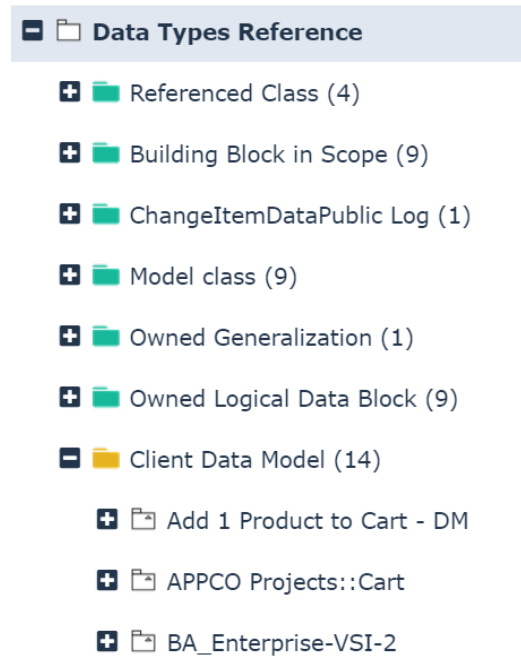 Data Types Reference
Referenced Class (4)
Building Block in Scope (9)
ChangeItemDataPublic Log (1)
Model class (9)
Owned Generalization (1)
Owned Logical Data Block (9)
Client Data Model (14)
Add 1 Product to Cart - DM
APPCO Projects::Cart
BA_Enterprise-VSI-2